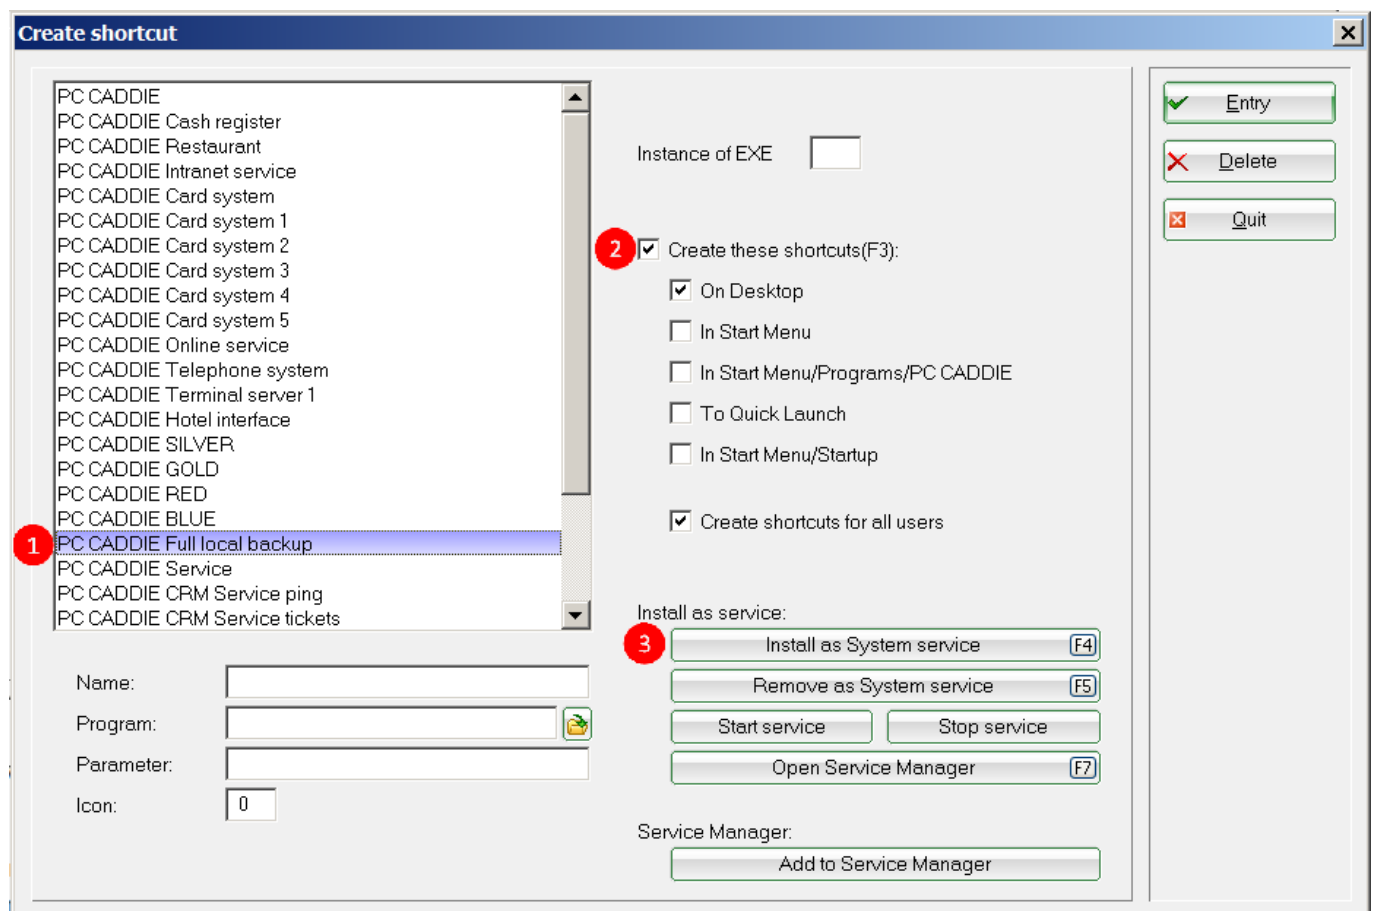 Create shortcut
PC CADDIE
PC CADDIE Cash register
PC CADDIE Restaurant
PC CADDIE Intranet service
PC CADDIE Card system
PC CADDIE Card system 1
PC CADDIE Card system 2
PC CADDIE Card system 3
PC CADDIE Card system 4
PC CADDIE Card system 5
PC CADDIE Online service
PC CADDIE Telephone system
PC CADDIE Terminal server 1
PC CADDIE Hotel interface
PC CADDIE SILVER
PC CADDIE GOLD
PC CADDIE RED
PC CADDIE BLUE
1 PC CADDIE Full local backup
PC CADDIE Service
PC CADDIE CRM Service ping
PC CADDIE CRM Service tickets
Name:
Program:
Parameter:
Icon: 0
Instance of EXE
2 Create these shortcuts(F3):
On Desktop
In Start Menu
In Start Menu/Programs/PC CADDIE
To Quick Launch
In Start Menu/Startup
Create shortcuts for all users
Install as service:
3 Install as System service F4
Remove as System service F5
Start service Stop service
Open Service Manager F7
Service Manager:
Add to Service Manager
Entry
Delete
Quit